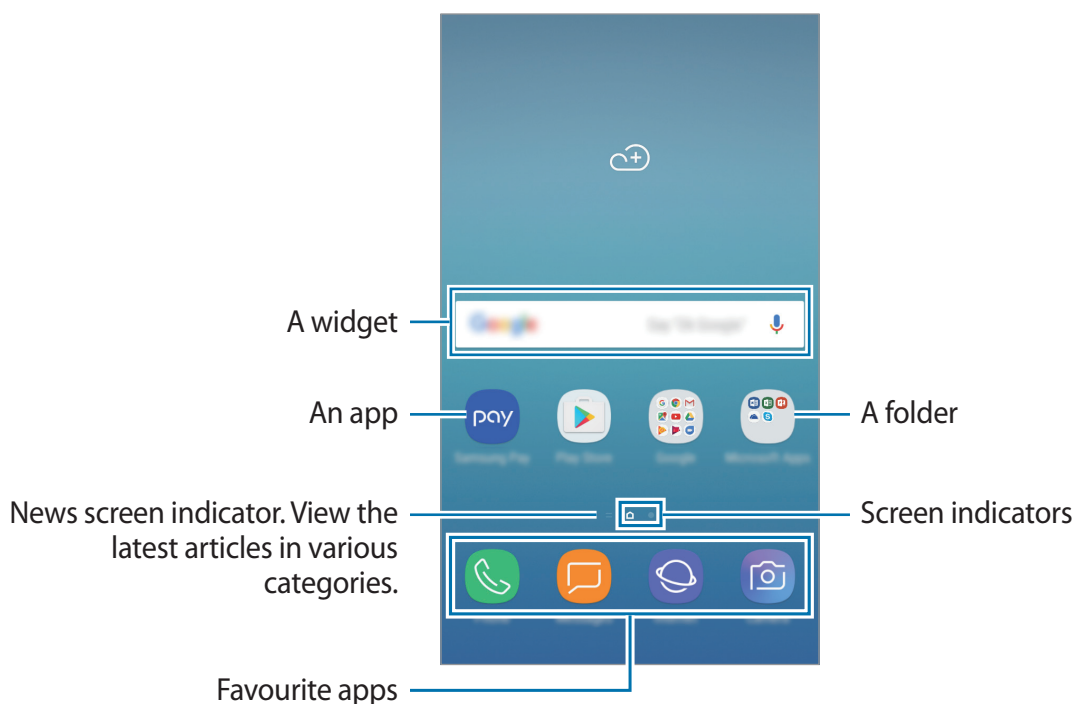 A widget
An app
pay
A folder
News screen indicator. View the
latest articles in various
categories.
Screen indicators
Favourite apps